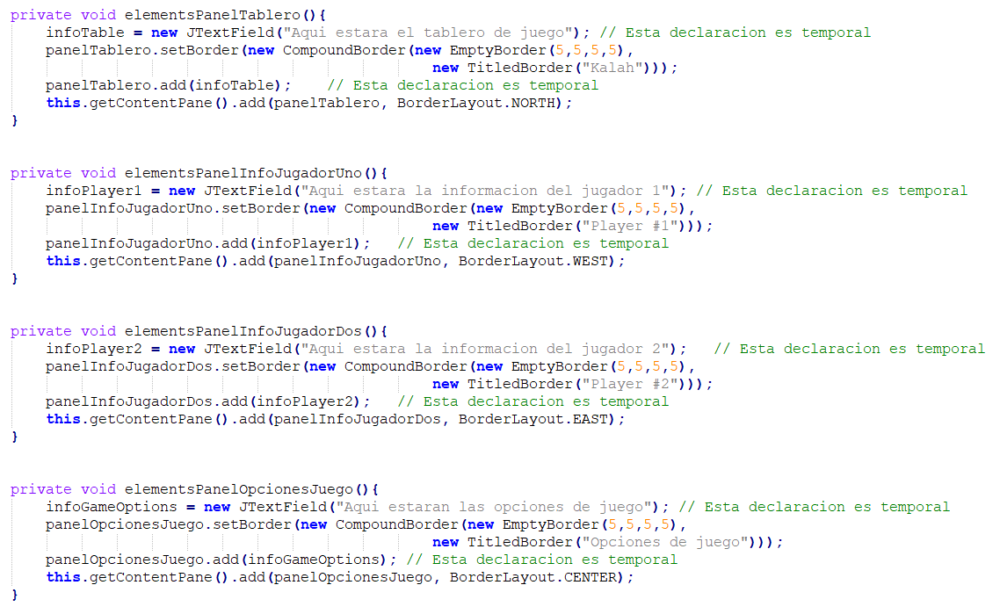 private void elementsPanelTablero(){
    infoTable = new JTextField("Aqui estara el tablero de juego"); // Esta declaracion es temporal
    panelTablero.setBorder(new CompoundBorder(new EmptyBorder(5,5,5,5),
                                                new TitledBorder("Kalah")));
    panelTablero.add(infoTable);    // Esta declaracion es temporal
    this.getContentPane().add(panelTablero, BorderLayout.NORTH);
}
private void elementsPanelInfoJugadorUno(){
    infoPlayer1 = new JTextField("Aqui estara la informacion del jugador 1"); // Esta declaracion es temporal
    panelInfoJugadorUno.setBorder(new CompoundBorder(new EmptyBorder(5,5,5,5),
                                                new TitledBorder("Player #1")));
    panelInfoJugadorUno.add(infoPlayer1);   // Esta declaracion es temporal
    this.getContentPane().add(panelInfoJugadorUno, BorderLayout.WEST);
}
private void elementsPanelInfoJugadorDos(){
    infoPlayer2 = new JTextField("Aqui estara la informacion del jugador 2");   // Esta declaracion es temporal
    panelInfoJugadorDos.setBorder(new CompoundBorder(new EmptyBorder(5,5,5,5),
                                                new TitledBorder("Player #2")));
    panelInfoJugadorDos.add(infoPlayer2);   // Esta declaracion es temporal
    this.getContentPane().add(panelInfoJugadorDos, BorderLayout.EAST);
}
private void elementsPanelOpcionesJuego(){
    infoGameOptions = new JTextField("Aqui estaran las opciones de juego"); // Esta declaracion es temporal
    panelOpcionesJuego.setBorder(new CompoundBorder(new EmptyBorder(5,5,5,5),
                                                new TitledBorder("Opciones de juego")));
    panelOpcionesJuego.add(infoGameOptions); // Esta declaracion es temporal
    this.getContentPane().add(panelOpcionesJuego, BorderLayout.CENTER);
}